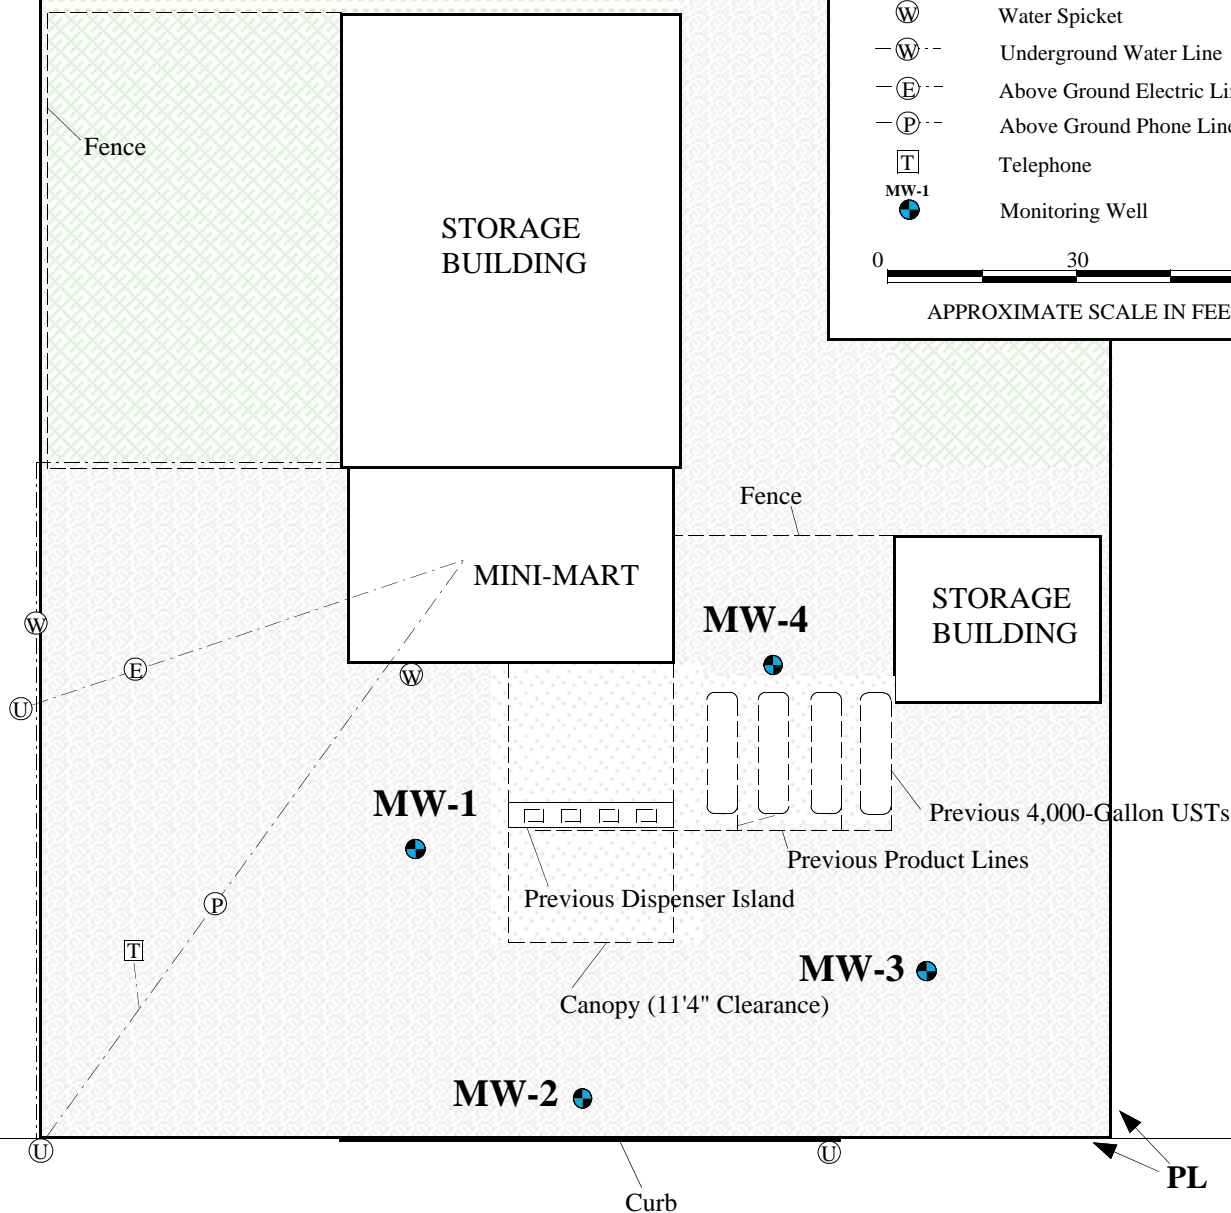 W Water Spicket
W Underground Water Line
E Above Ground Electric Li
P Above Ground Phone Line
T Telephone
MW-1
Monitoring Well
0 30
APPROXIMATE SCALE IN FEE
Fence
STORAGE
BUILDING
Fence
MINI-MART
STORAGE
BUILDING
MW-4
W
E
W
U
MW-1
Previous 4,000-Gallon USTs
Previous Product Lines
Previous Dispenser Island
P
T
MW-3
Canopy (11'4" Clearance)
MW-2
U
U
PL
Curb